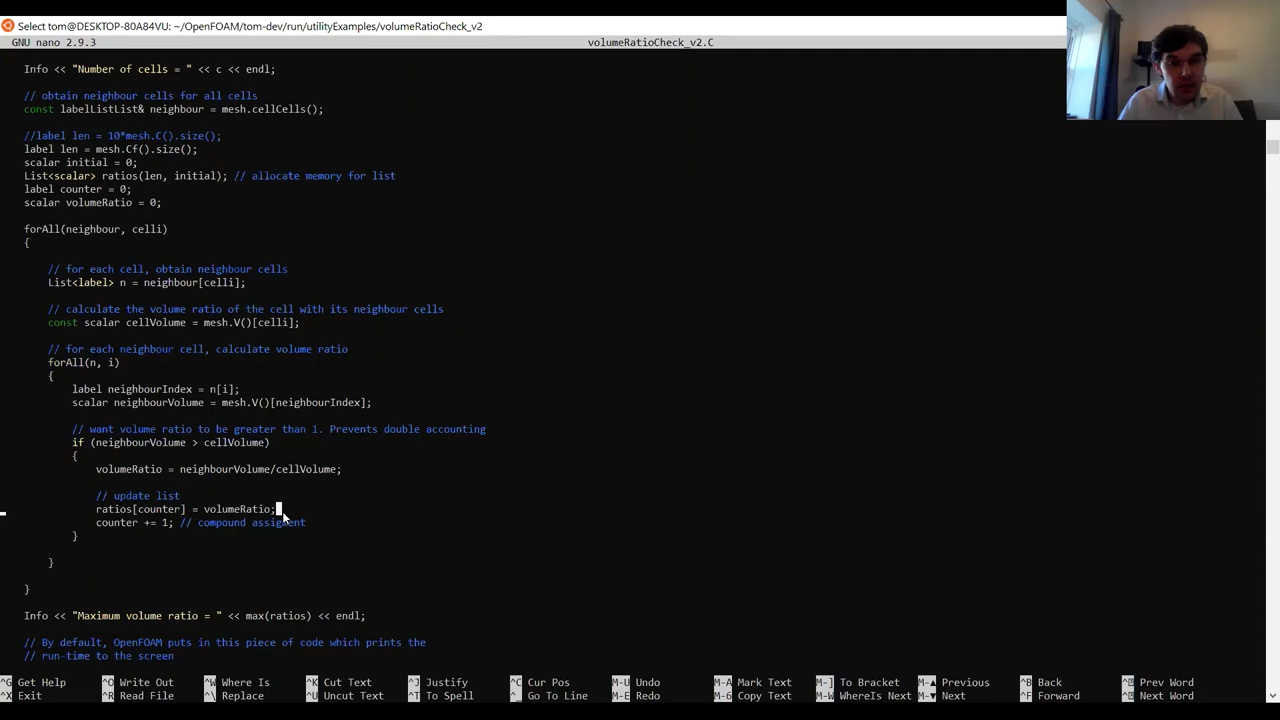 Select tom@DESKTOP-80A84VU: ~/OpenFOAM/tom-dev/run/utilityExamples/volumeRatioCheck_v2
GNU nano 2.9.3 volumeRatioCheck_v2.C
Info << "Number of cells = " << c << endl;
// obtain neighbour cells for all cells
const labelListList& neighbour = mesh.cellCells();
//label len = 10*mesh.C().size();
label len = mesh.Cf().size();
scalar initial = 0;
List<scalar> ratios(len, initial); // allocate memory for list
label counter = 0;
scalar volumeRatio = 0;
forAll(neighbour, celli)
{
// for each cell, obtain neighbour cells
List<label> n = neighbour[celli];
// calculate the volume ratio of the cell with its neighbour cells
const scalar cellVolume = mesh.V()[celli];
// for each neighbour cell, calculate volume ratio
forAll(n, i)
{
label neighbourIndex = n[i];
scalar neighbourVolume = mesh.V()[neighbourIndex];
// want volume ratio to be greater than 1. Prevents double accounting
if (neighbourVolume > cellVolume)
{
volumeRatio = neighbourVolume/cellVolume;
// update list
ratios[counter] = volumeRatio;
counter += 1; // compound assigment
}
}
}
Info << "Maximum volume ratio = " << max(ratios) << endl;
// By default, OpenFOAM puts in this piece of code which prints the
// run-time to the screen
^G Get Help ^O Write Out ^W Where Is ^K Cut Text ^J Justify ^C Cur Pos M-U Undo M-A Mark Text M-] To Bracket M-▲ Previous ^B Back Prev Word
^X Exit ^R Read File ^\ Replace ^U Uncut Text ^T To Spell ^_ Go To Line M-E Redo M-6 Copy Text M-W WhereIs Next M-▼ Next ^F Forward Next Word